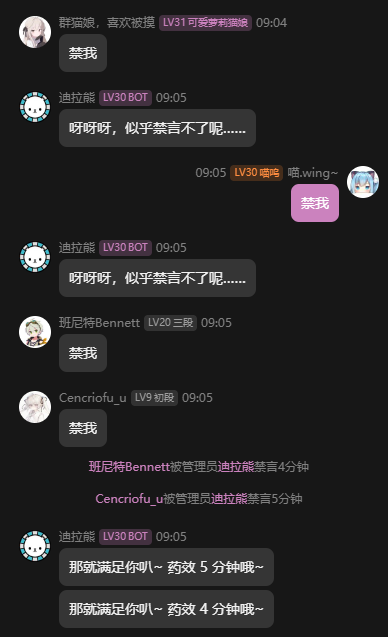 群猫娘，喜欢被摸 LV31 可爱萝莉猫娘 09:04
禁我
迪拉熊 LV30 BOT 09:05
呀呀呀，似乎禁言不了呢......
09:05 LV30 喵呜 喵.wing~
禁我
迪拉熊 LV30 BOT 09:05
呀呀呀，似乎禁言不了呢......
班尼特Bennett LV20 三段 09:05
禁我
Cencriofu_u LV9 初段 09:05
禁我
班尼特Bennett被管理员迪拉熊禁言4分钟
Cencriofu_u被管理员迪拉熊禁言5分钟
迪拉熊 LV30 BOT 09:05
那就满足你叭~ 药效 5 分钟哦~
那就满足你叭~ 药效 4 分钟哦~